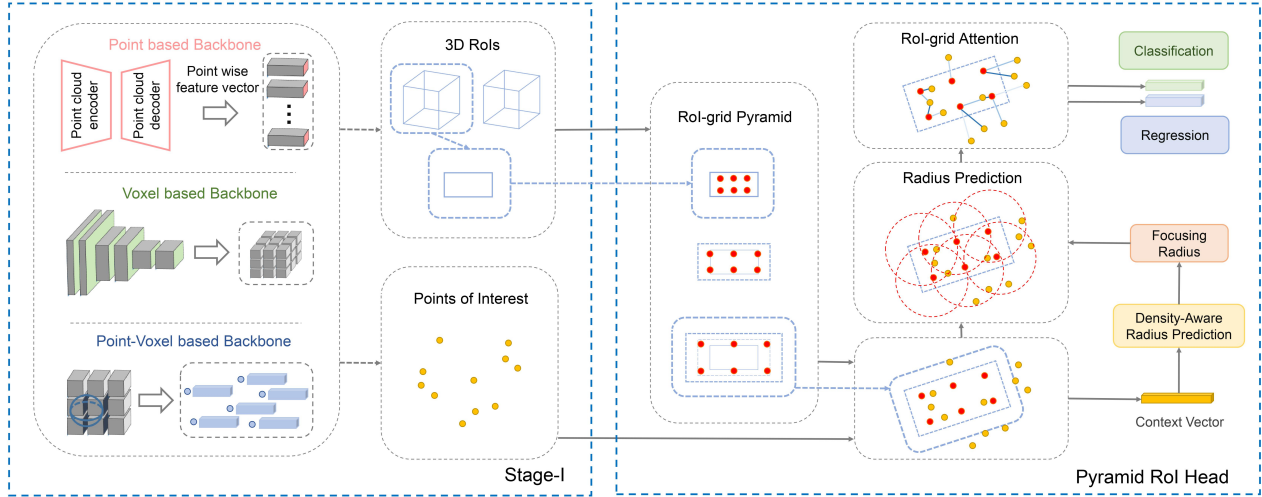 Point based Backbone
Point cloud
encoder
Point cloud
decoder
Point wise
feature vector
Voxel based Backbone
Point-Voxel based Backbone
3D RoIs
Points of Interest
Stage-I
RoI-grid Pyramid
RoI-grid Attention
Radius Prediction
Classification
Regression
Focusing
Radius
Density-Aware
Radius Prediction
Context Vector
Pyramid RoI Head